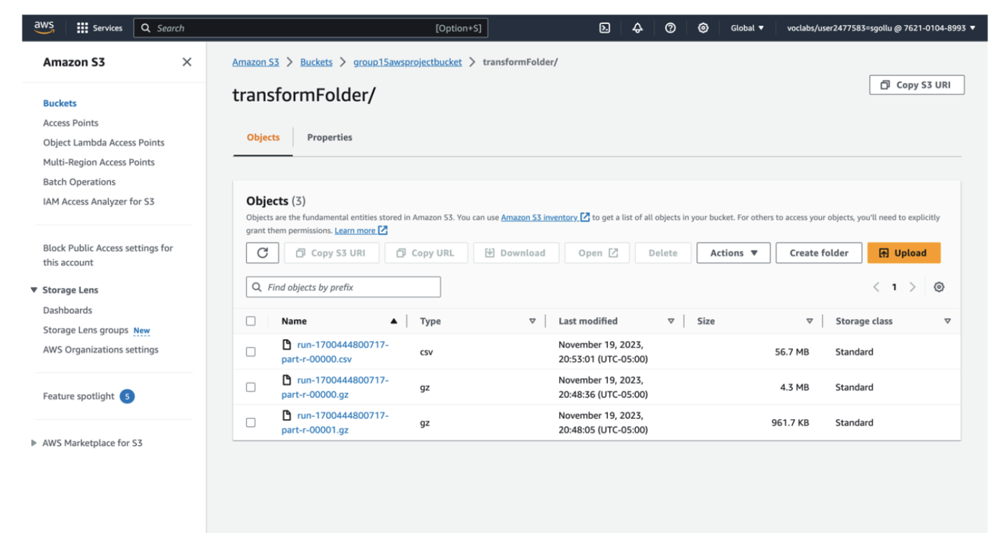 aws
Services
Search
[Option+S]
Global
voclabs/user2477583=sgollu @ 7621-0104-8993
Amazon S3
Buckets
Access Points
Object Lambda Access Points
Multi-Region Access Points
Batch Operations
IAM Access Analyzer for S3
Block Public Access settings for
this account
Storage Lens
Dashboards
Storage Lens groups New
AWS Organizations settings
Feature spotlight 5
AWS Marketplace for S3
Amazon S3 > Buckets > group15awsprojectbucket > transformFolder/
transformFolder/
Copy S3 URI
Objects
Properties
Objects (3)
Objects are the fundamental entities stored in Amazon S3. You can use Amazon S3 inventory to get a list of all objects in your bucket. For others to access your objects, you'll need to explicitly
grant them permissions. Learn more
Copy S3 URI
Copy URL
Download
Open
Delete
Actions
Create folder
Upload
Find objects by prefix
< 1 >
Name
Type
Last modified
Size
Storage class
run-1700444800717-
part-r-00000.csv
csv
November 19, 2023,
20:53:01 (UTC-05:00)
56.7 MB
Standard
run-1700444800717-
part-r-00000.gz
gz
November 19, 2023,
20:48:36 (UTC-05:00)
4.3 MB
Standard
run-1700444800717-
part-r-00001.gz
gz
November 19, 2023,
20:48:05 (UTC-05:00)
961.7 KB
Standard